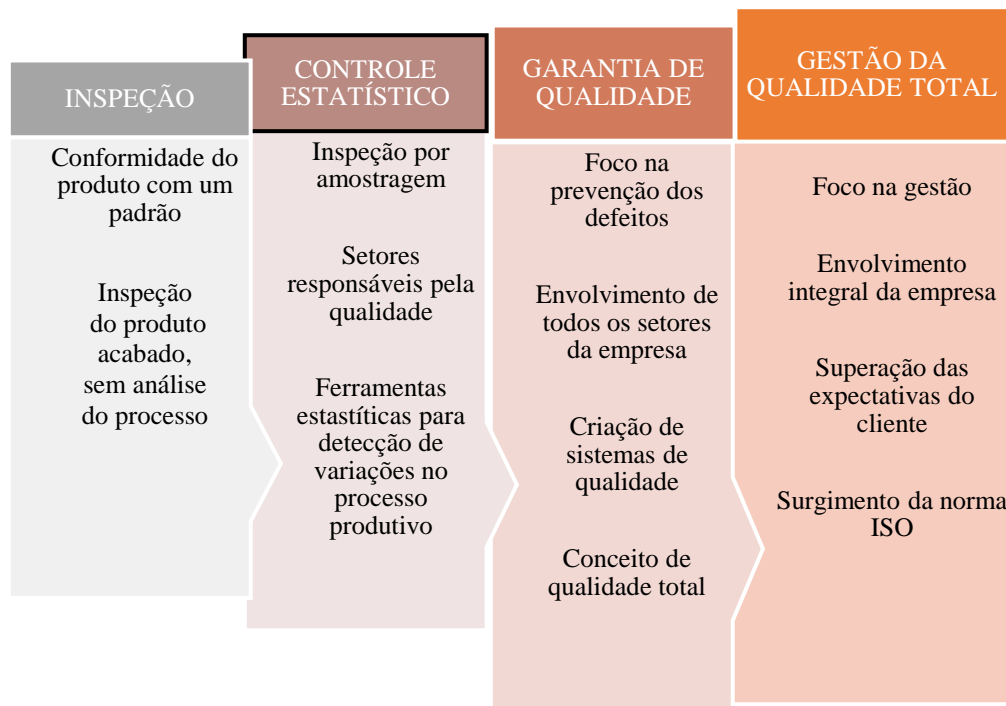 INSPEÇÃO
Conformidade do
produto com um
padrão
Inspeção
do produto
acabado,
sem análise
do processo
CONTROLE
ESTATÍSTICO
Inspeção por
amostragem
Setores
responsáveis pela
qualidade
Ferramentas
estastíticas para
detecção de
variações no
processo
produtivo
GARANTIA DE
QUALIDADE
Foco na
prevenção dos
defeitos
Envolvimento de
todos os setores
da empresa
Criação de
sistemas de
qualidade
Conceito de
qualidade total
GESTÃO DA
QUALIDADE TOTAL
Foco na gestão
Envolvimento
integral da empresa
Superação das
expectativas do
cliente
Surgimento da norma
ISO